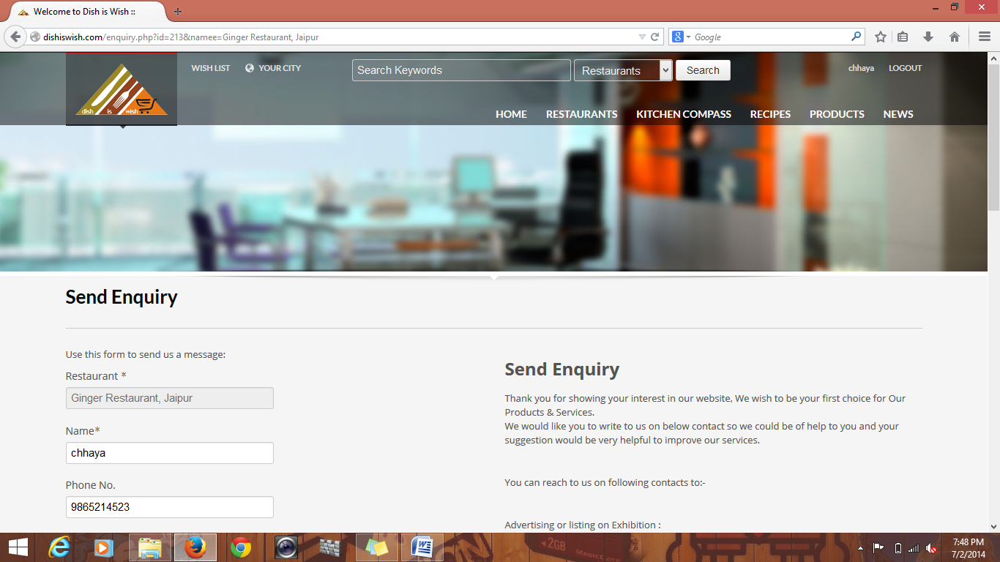 Welcome to Dish is Wish ::
dishiswish.com/enquiry.php?id=213&namee=Ginger Restaurant, Jaipur
Google
WISH LIST
YOUR CITY
Search Keywords
Restaurants
Search
chhaya
LOGOUT
dish is wish
HOME
RESTAURANTS
KITCHEN COMPASS
RECIPES
PRODUCTS
NEWS
Send Enquiry
Use this form to send us a message:
Restaurant *
Ginger Restaurant, Jaipur
Name*
chhaya
Phone No.
9865214523
Send Enquiry
Thank you for showing your interest in our website, We wish to be your first choice for Our
Products & Services.
We would like you to write to us on below contact so we could be of help to you and your
suggestion would be very helpful to improve our services.
You can reach to us on following contacts to:-
Advertising or listing on Exhibition :
2GB
7:48 PM
7/2/2014